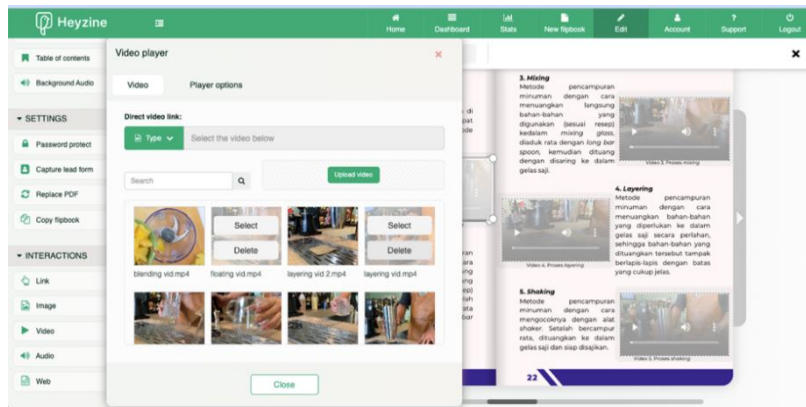 Heyzine
Home
Dashboard
Stats
New flipbook
Edit
Account
Support
Logout
Table of contents
Background Audio
SETTINGS
Password protect
Capture lead form
Replace PDF
Copy flipbook
INTERACTIONS
Link
Image
Video
Audio
Web
Video player
Video
Player options
Direct video link:
Type
Select the video below
Search
Upload video
Select
Delete
Select
Delete
blending vid.mp4
floating vid.mp4
layering vid 2.mp4
layering vid.mp4
Close
di
3. Mixing
Metode pencampuran
minuman dengan cara
menuangkan langsung
bahan-bahan yang
digunakan (sesuai resep)
kedalam mixing glass,
diaduk rata dengan long bar
spoon, kemudian dituang
dengan disaring ke dalam
gelas saji.
Video 3. Proses mixing
4. Layering
Metode pencampuran
minuman dengan cara
menuangkan bahan-bahan
yang diperlukan ke dalam
gelas saji secara perlahan,
sehingga bahan-bahan yang
dituangkan tersebut tampak
berlapis-lapis dengan batas
yang cukup jelas.
Video 4. Proses layering
5. Shaking
Metode pencampuran
minuman dengan cara
mengocoknya dengan alat
shaker. Setelah bercampur
rata, dituangkan ke dalam
gelas saji dan siap disajikan.
Video 5. Proses shaking
22